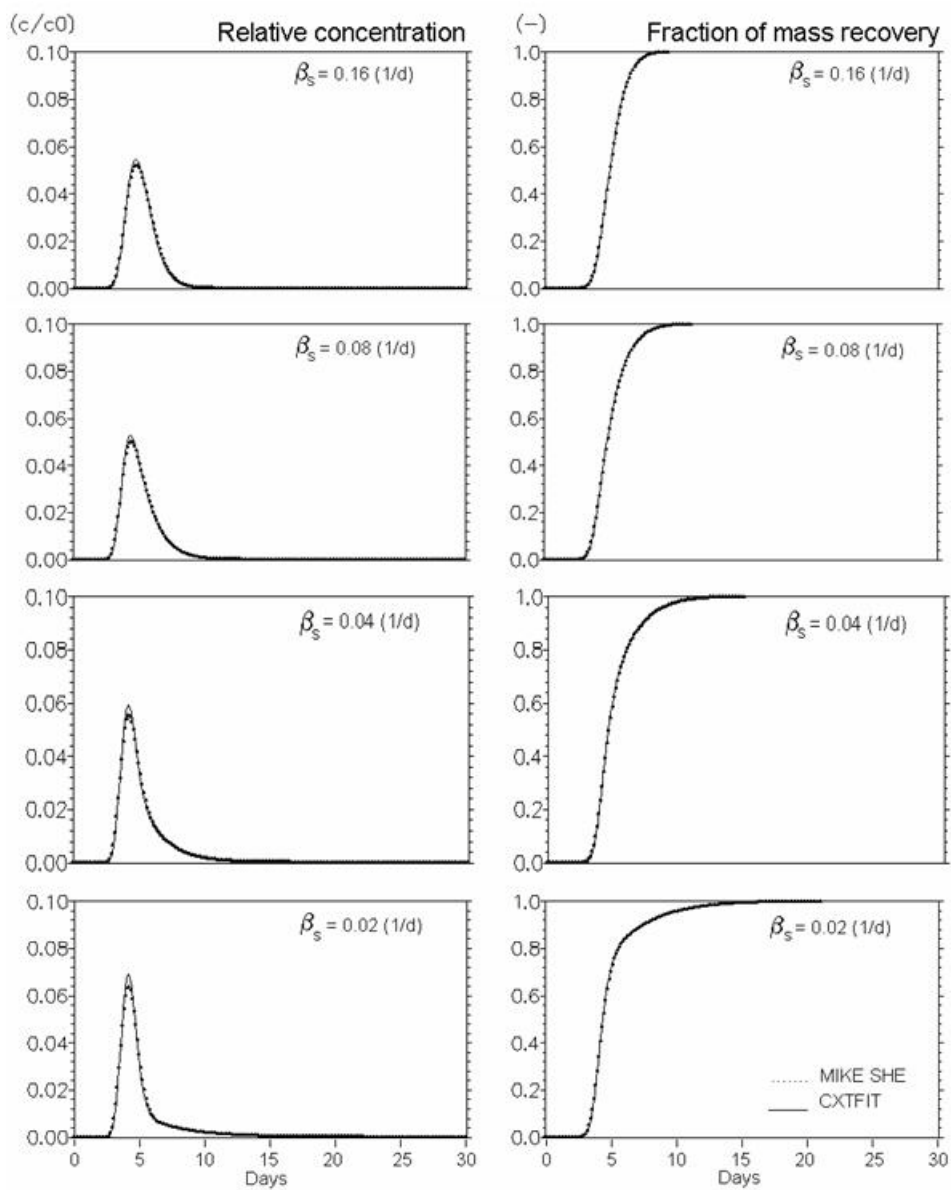 (c/c0) Relative concentration (-) Fraction of mass recovery
0.10 1.0
βs = 0.16 (1/d) βs = 0.16 (1/d)
0.08 0.8
0.06 0.6
0.04 0.4
0.02 0.2
0.00 0.0
0.10 1.0
βs = 0.08 (1/d) βs = 0.08 (1/d)
0.08 0.8
0.06 0.6
0.04 0.4
0.02 0.2
0.00 0.0
0.10 1.0
βs = 0.04 (1/d) βs = 0.04 (1/d)
0.08 0.8
0.06 0.6
0.04 0.4
0.02 0.2
0.00 0.0
0.10 1.0
βs = 0.02 (1/d) βs = 0.02 (1/d)
0.08 0.8
0.06 0.6
0.04 0.4
MIKE SHE
0.02 0.2
CXTFIT
0.00 0.0
0 5 10 15 20 25 30 0 5 10 15 20 25 30
Days Days